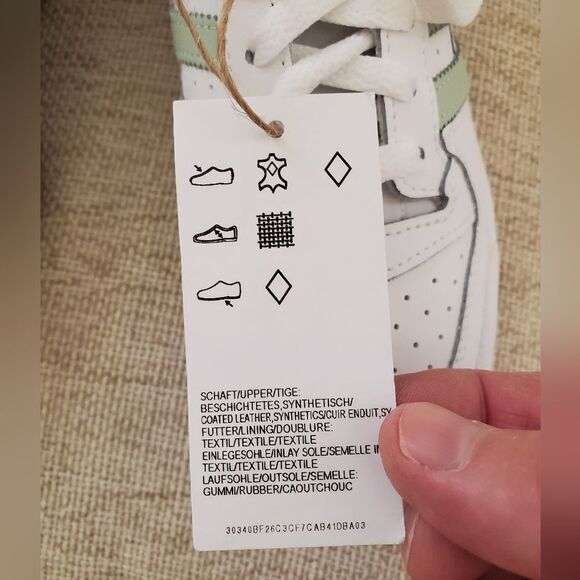 SCHAFT/UPPER/TIGE:
BESCHICHTETES,SYNTHETISCH/
COATED LEATHER,SYNTHETICS/CUIR ENDUIT,SY
FUTTER/LINING/DOUBLURE:
TEXTIL/TEXTILE/TEXTILE
EINLEGESOHLE/INLAY SOLE/SEMELLE IN
TEXTIL/TEXTILE/TEXTILE
LAUFSOHLE/OUTSOLE/SEMELLE:
GUMMI/RUBBER/CAOUTCHOUC
30340BF26C3CF7CAB41DBA03